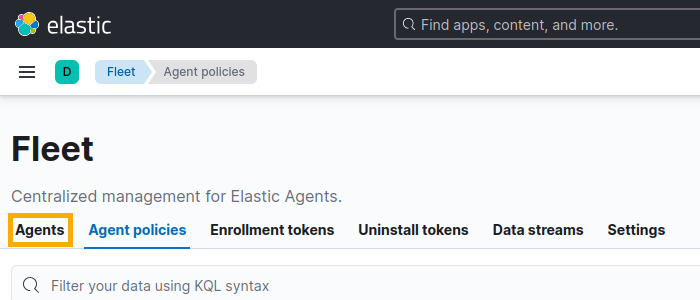 elastic
Find apps, content, and more.
D
Fleet
Agent policies
Fleet
Centralized management for Elastic Agents.
Agents
Agent policies
Enrollment tokens
Uninstall tokens
Data streams
Settings
Filter your data using KQL syntax